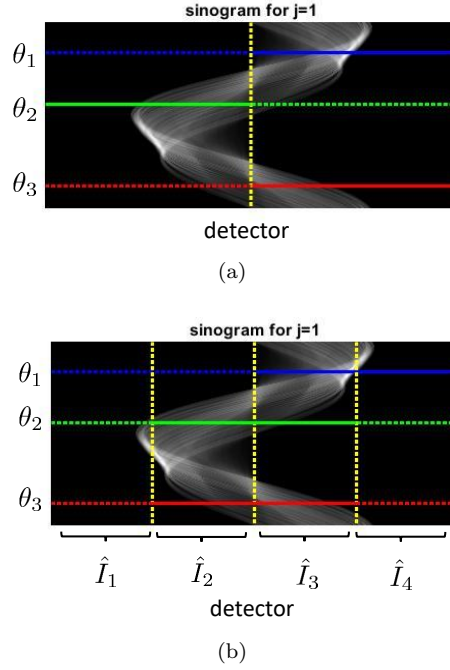 sinogram for j=1
θ₁
θ₂
θ₃
detector
(a)
sinogram for j=1
θ₁
θ₂
θ₃
Î₁ Î₂ Î₃ Î₄
detector
(b)